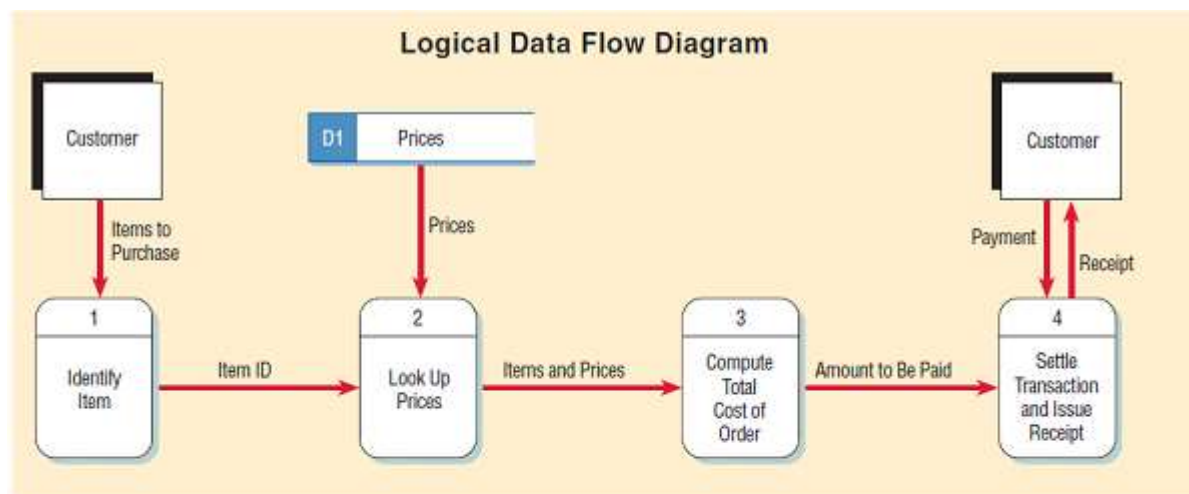 Logical Data Flow Diagram
Customer
D1 Prices
Customer
Items to
Purchase
Prices
Payment
Receipt
1
Identify
Item
Item ID
2
Look Up
Prices
Items and Prices
3
Compute
Total
Cost of
Order
Amount to Be Paid
4
Settle
Transaction
and Issue
Receipt